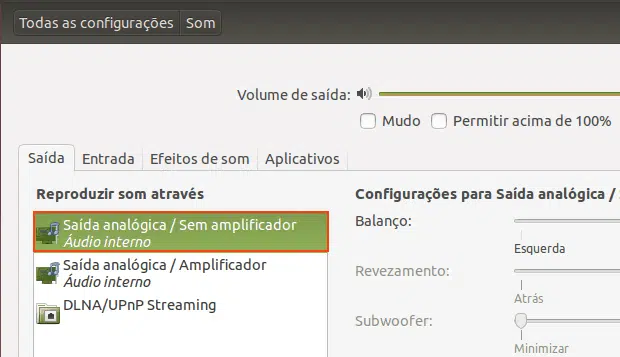 Todas as configurações Som
Volume de saída:
Mudo Permitir acima de 100%
Saída Entrada Efeitos de som Aplicativos
Reproduzir som através
Saída analógica / Sem amplificador
Áudio interno
Saída analógica / Amplificador
Áudio interno
DLNA/UPnP Streaming
Configurações para Saída analógica /
Balanço:
Esquerda
Revezamento:
Atrás
Subwoofer:
Minimizar